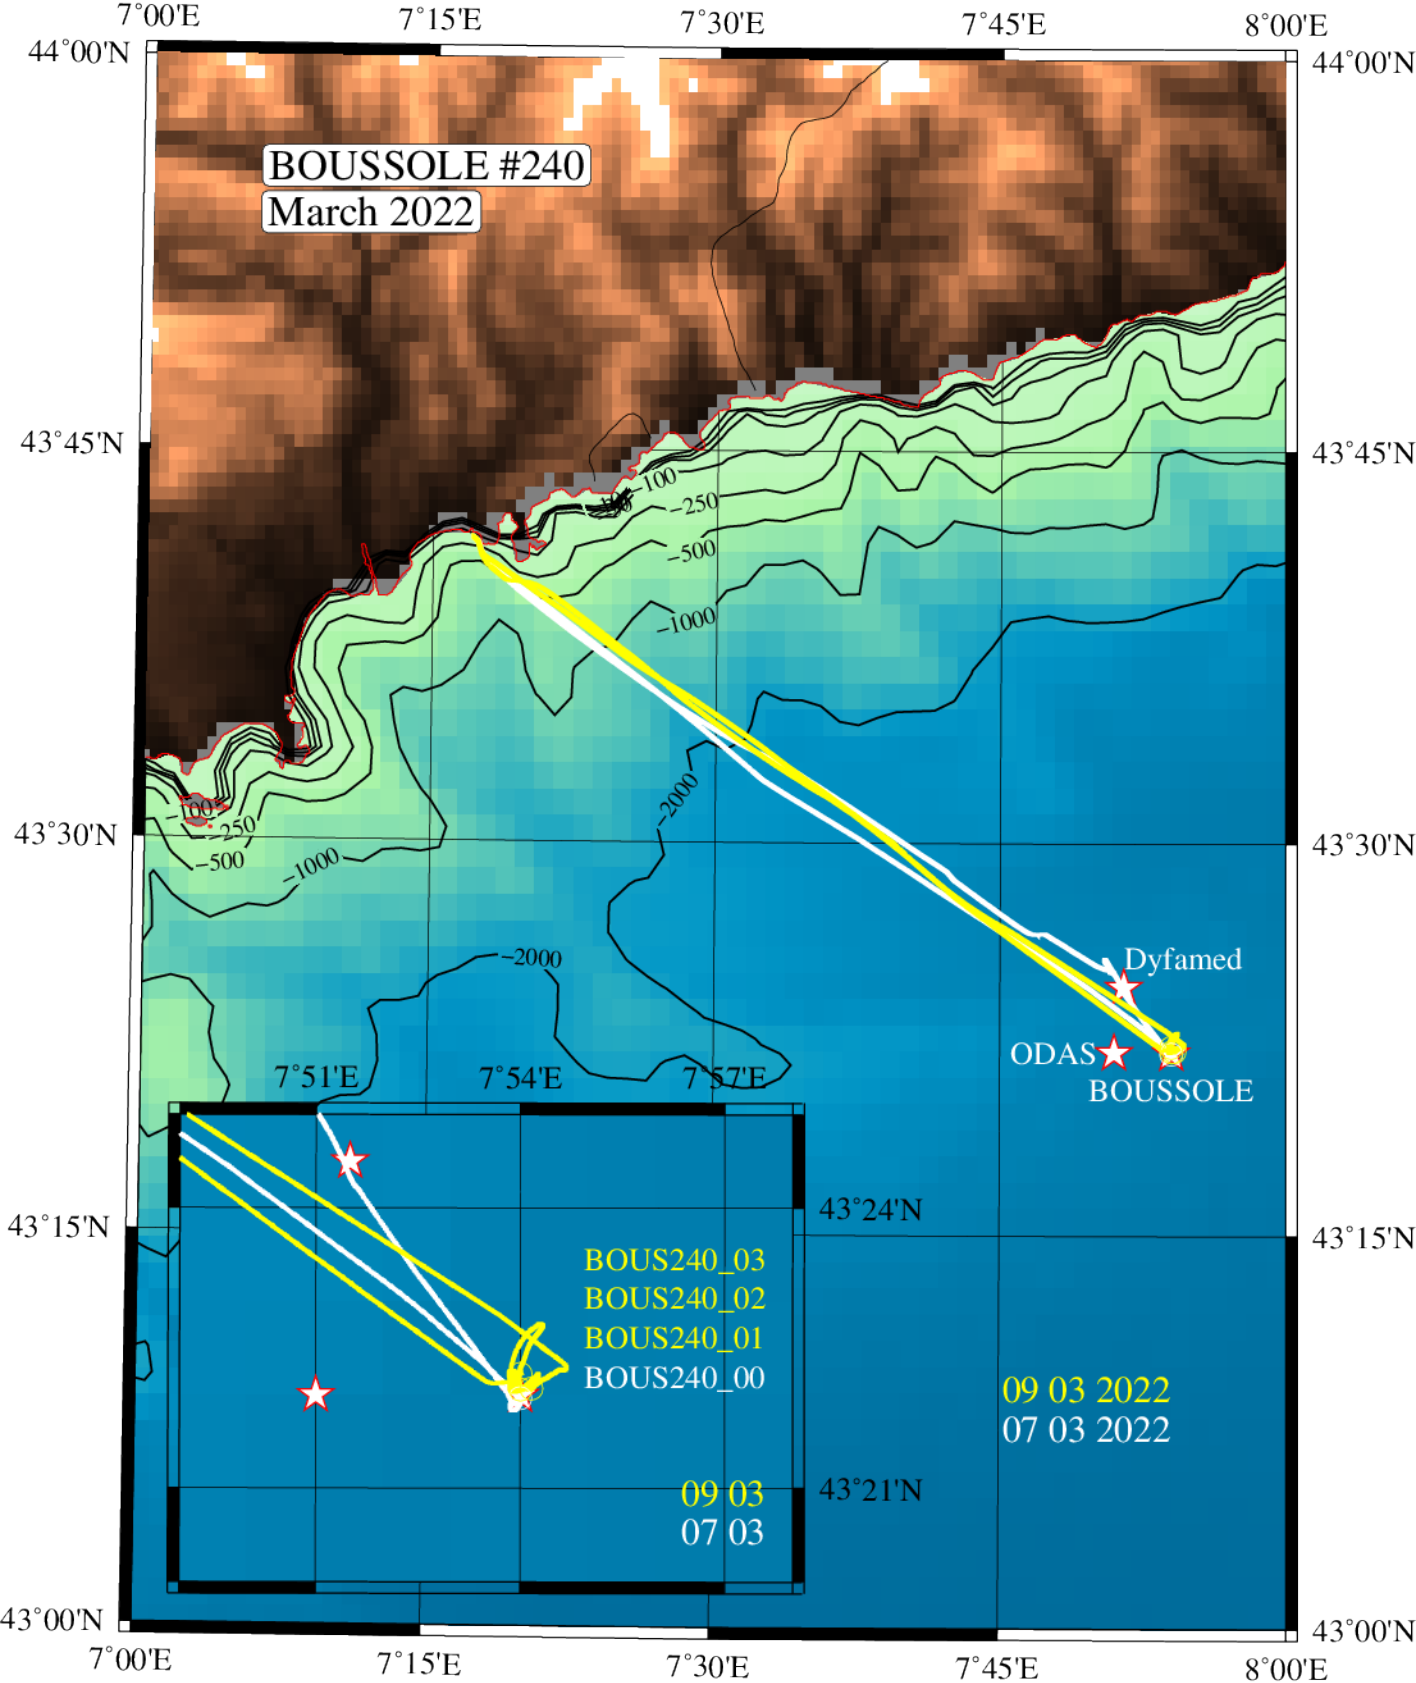 7°00'E 7°15'E 7°30'E 7°45'E 8°00'E
44°00'N 44°00'N
BOUSSOLE #240
March 2022
43°45'N 43°45'N
−100
−250
−500
−1000
−2000
−100
−250
−500
−1000
43°30'N 43°30'N
−2000
Dyfamed
ODAS
BOUSSOLE
7°51'E 7°54'E 7°57'E
43°24'N
43°15'N 43°15'N
BOUS240_03
BOUS240_02
BOUS240_01
BOUS240_00
09 03 2022
07 03 2022
43°21'N
09 03
07 03
43°00'N 43°00'N
7°00'E 7°15'E 7°30'E 7°45'E 8°00'E